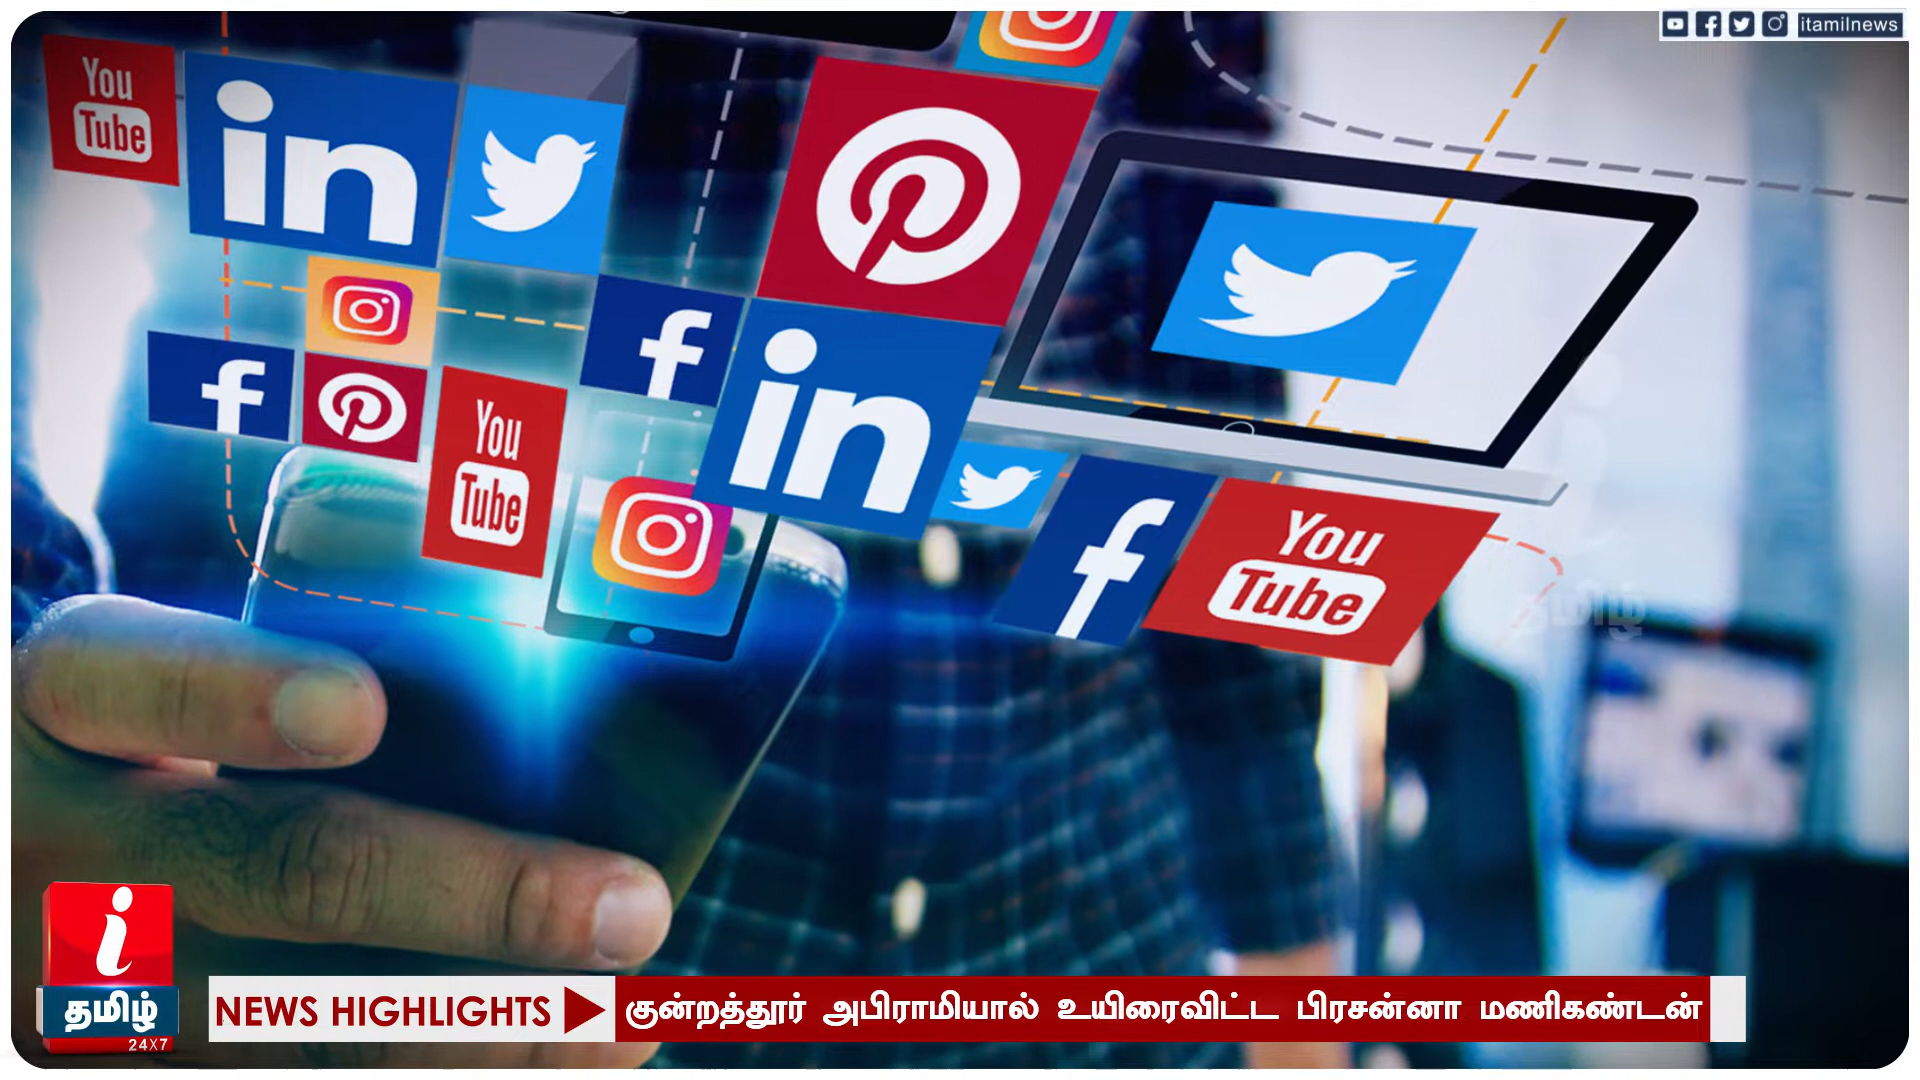 itamilnews
You
Tube
in
in
You
Tube
You
Tube
தமிழ்
i
தமிழ்
24X7
NEWS HIGHLIGHTS
குன்றத்தூர் அபிராமியால் உயிரைவிட்ட பிரசன்னா மணிகண்டன்